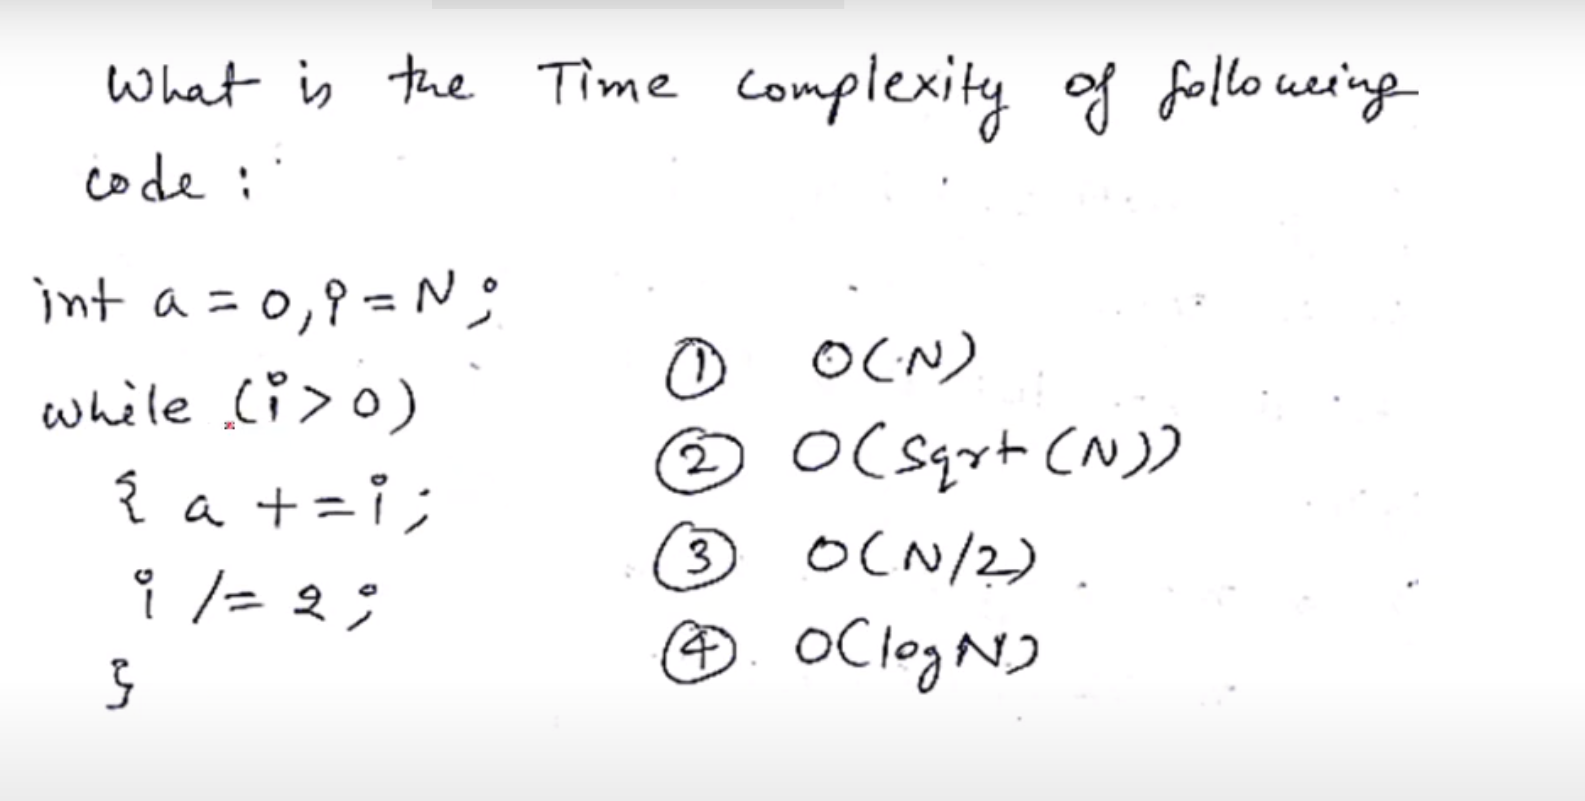 What is the Time complexity of following
code :
int a = 0, i = N;
while (i > 0)
{ a += i;
i /= 2;
}
① O(N)
② O(Sqrt(N))
③ O(N/2)
④ O(log N)